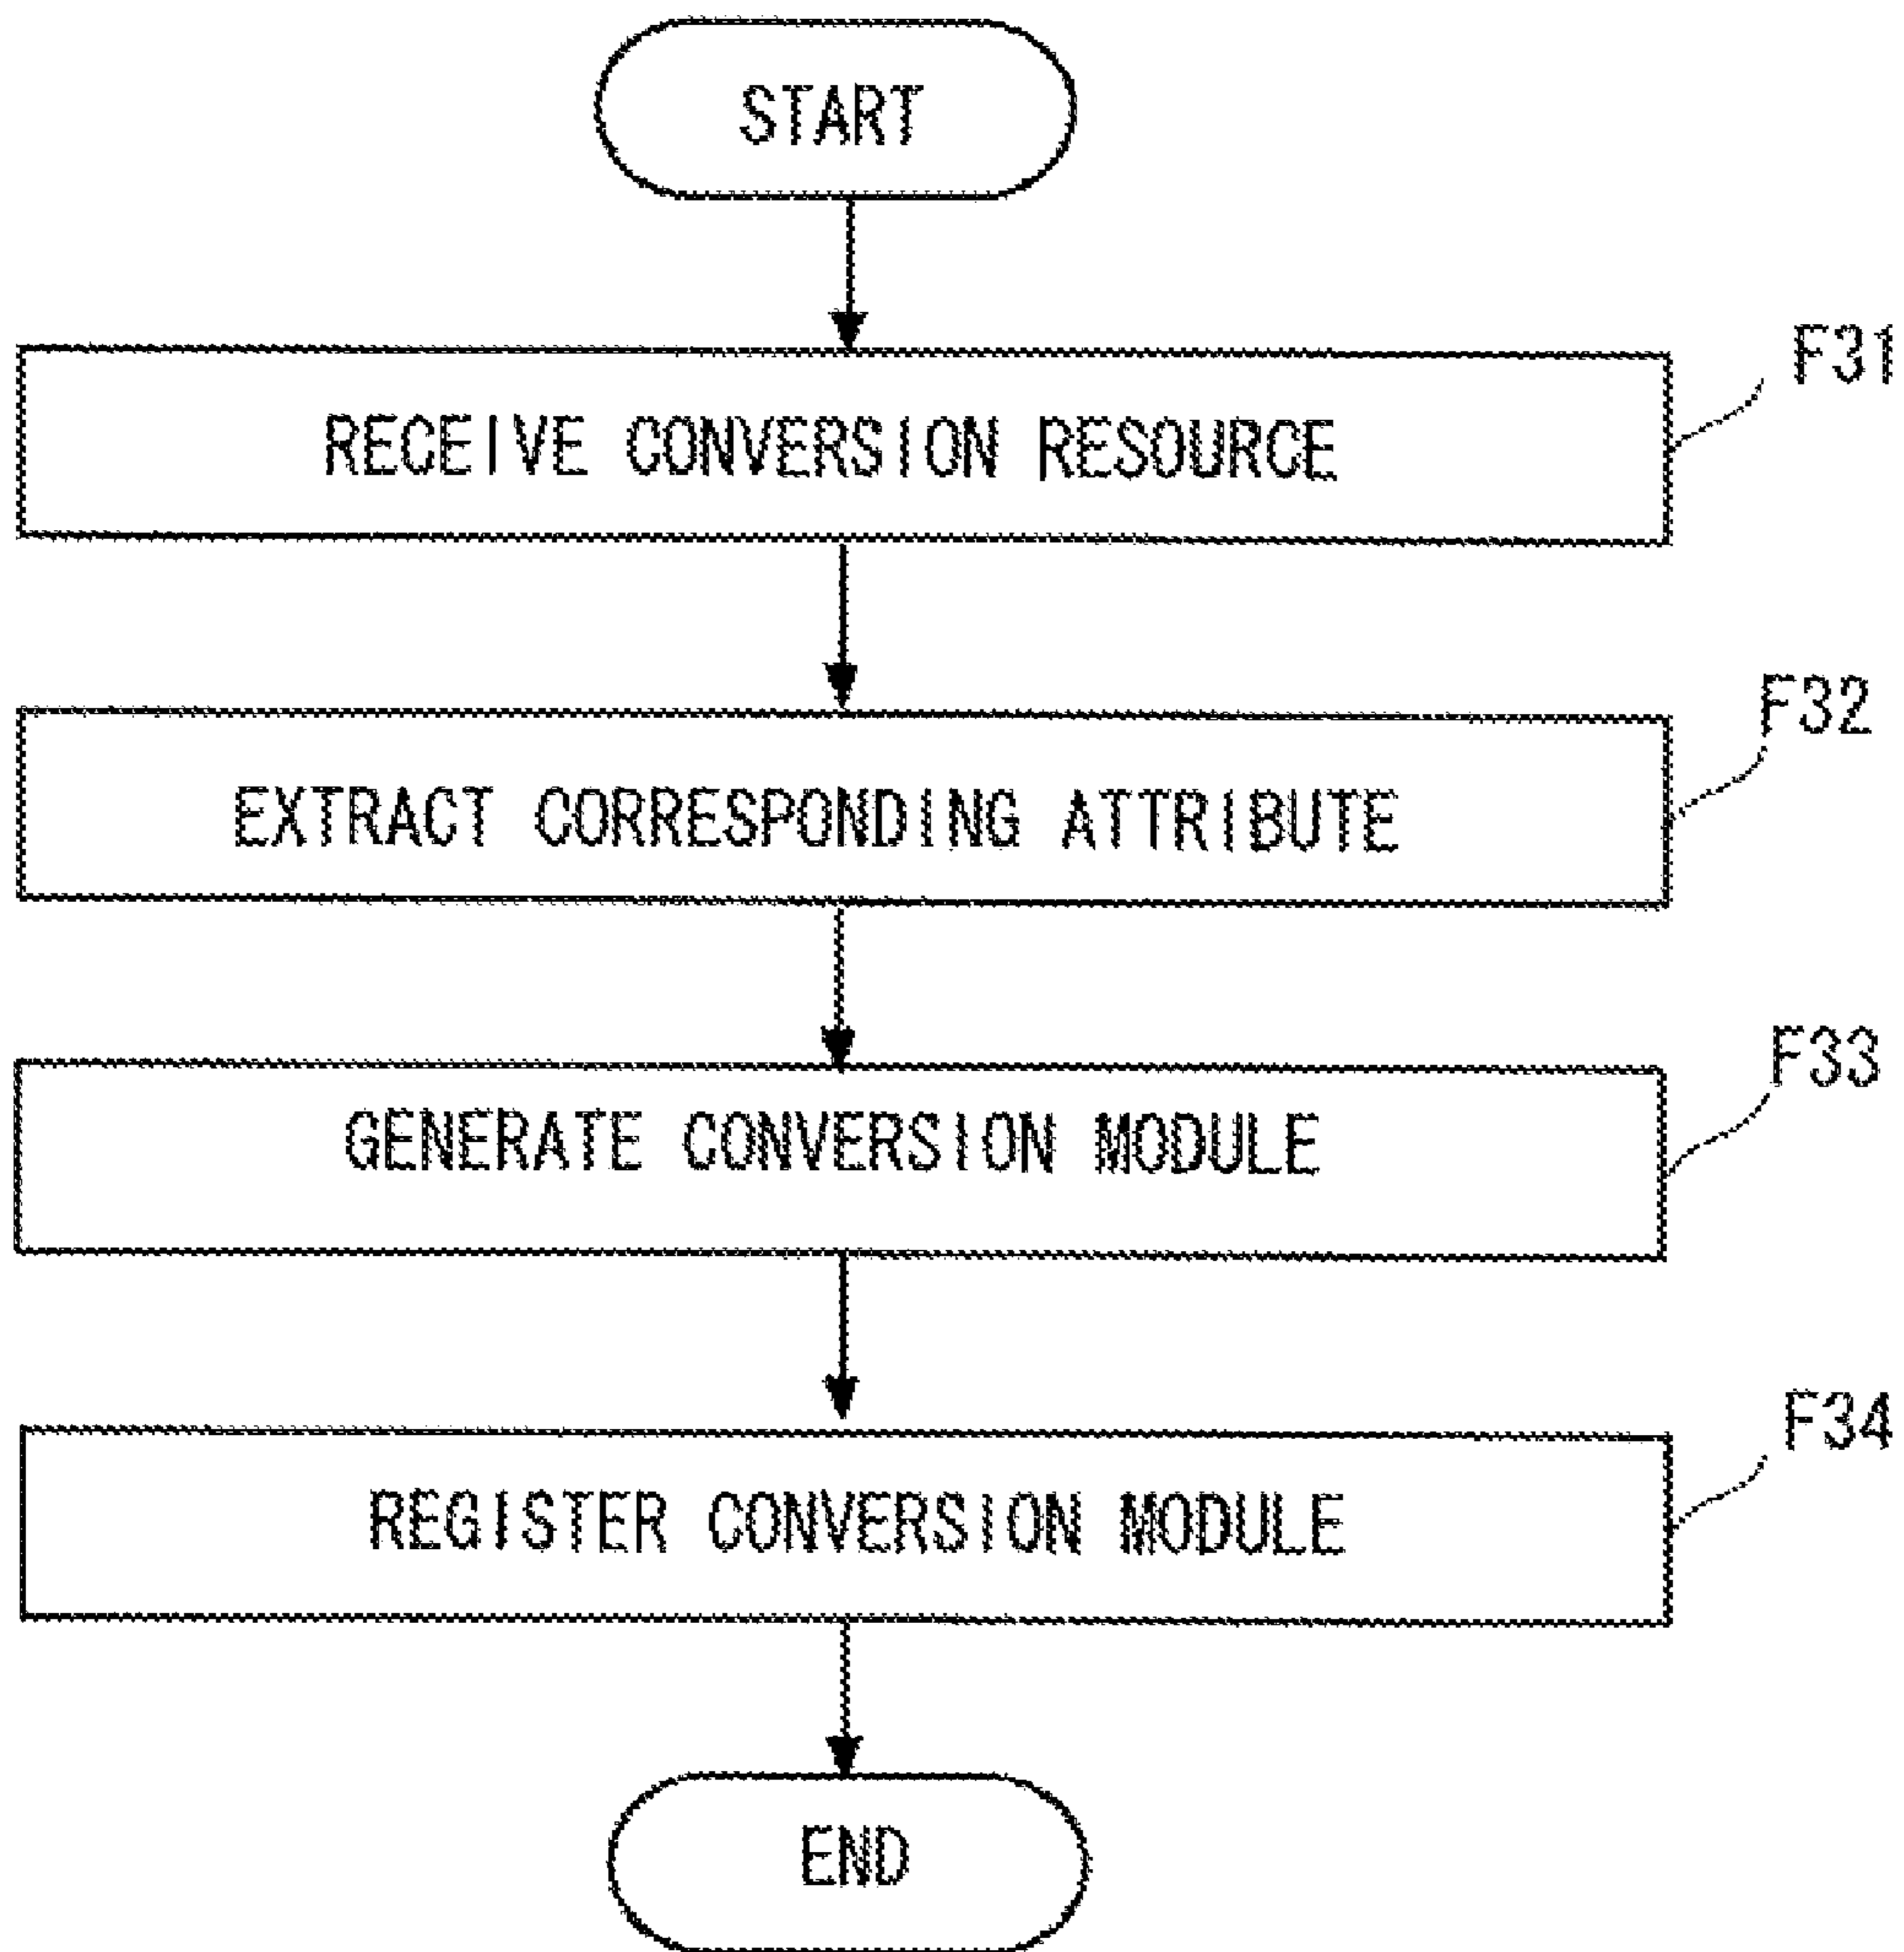 START
F31
RECEIVE CONVERSION RESOURCE
F32
EXTRACT CORRESPONDING ATTRIBUTE
F33
GENERATE CONVERSION MODULE
F34
REGISTER CONVERSION MODULE
END